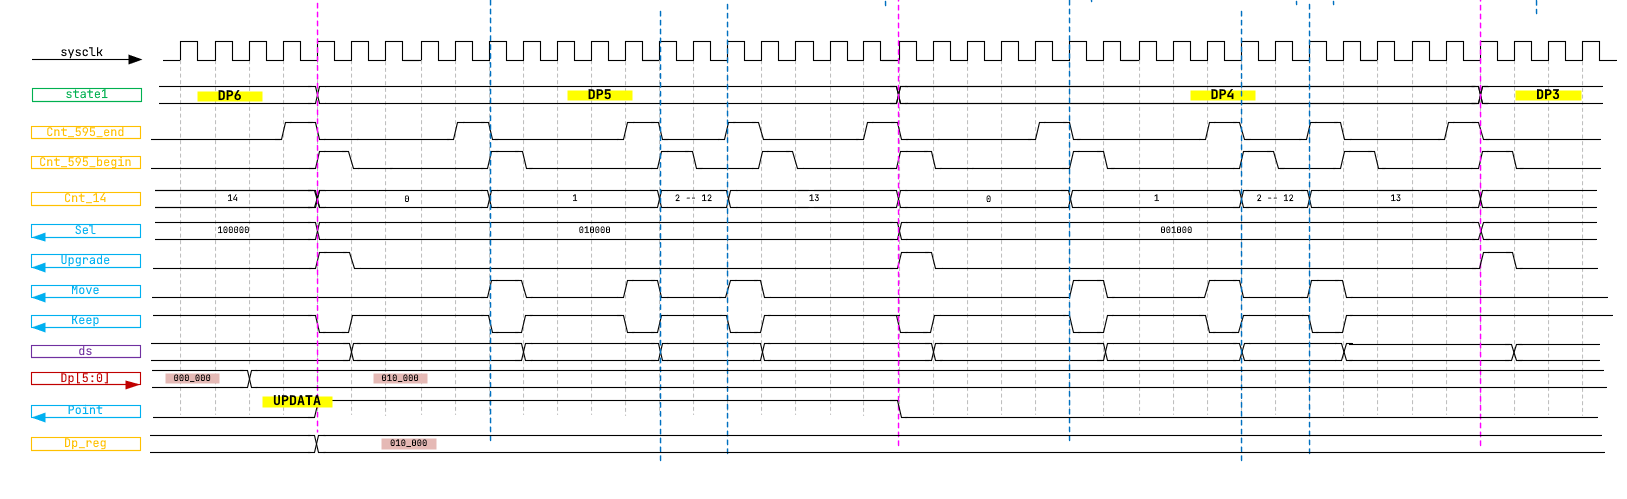 sysclk
state1 DP6 DP5 DP4 DP3
Cnt_595_end
Cnt_595_begin
Cnt_14 14 0 1 2 -- 12 13 0 1 2 -- 12 13
Sel 100000 010000 001000
Upgrade
Move
Keep
ds
Dp[5:0] 000_000 010_000
Point UPDATA
Dp_reg 010_000